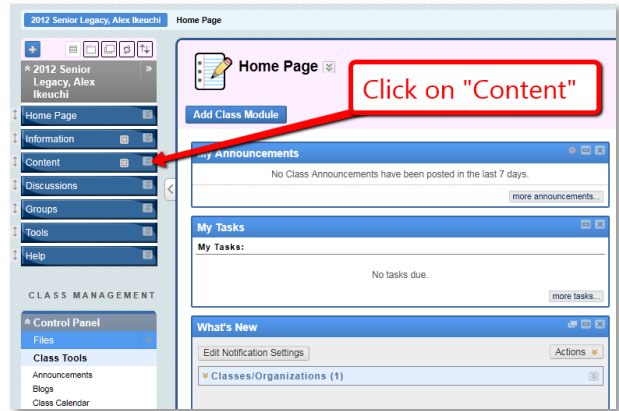 2012 Senior Legacy, Alex Ikeuchi Home Page
2012 Senior
Legacy, Alex
Ikeuchi
Home Page
Information
Content
Discussions
Groups
Tools
Help
CLASS MANAGEMENT
Control Panel
Files
Class Tools
Announcements
Blogs
Class Calendar
Home Page
Click on "Content"
Add Class Module
My Announcements
No Class Announcements have been posted in the last 7 days.
more announcements...
My Tasks
My Tasks:
No tasks due.
more tasks...
What's New
Edit Notification Settings Actions
Classes/Organizations (1)